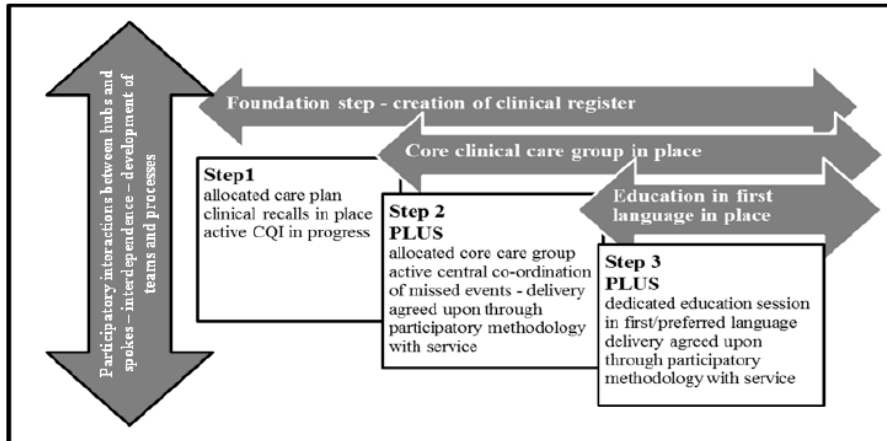 Participatory interactions between hubs and
spokes – interdependence – development of
teams and processes
Foundation step - creation of clinical register
Core clinical care group in place
Education in first
language in place
Step1
allocated care plan
clinical recalls in place
active CQI in progress
Step 2
PLUS
allocated core care group
active central co-ordination
of missed events - delivery
agreed upon through
participatory methodology
with service
Step 3
PLUS
dedicated education session
in first/preferred language
delivery agreed upon
through participatory
methodology with service